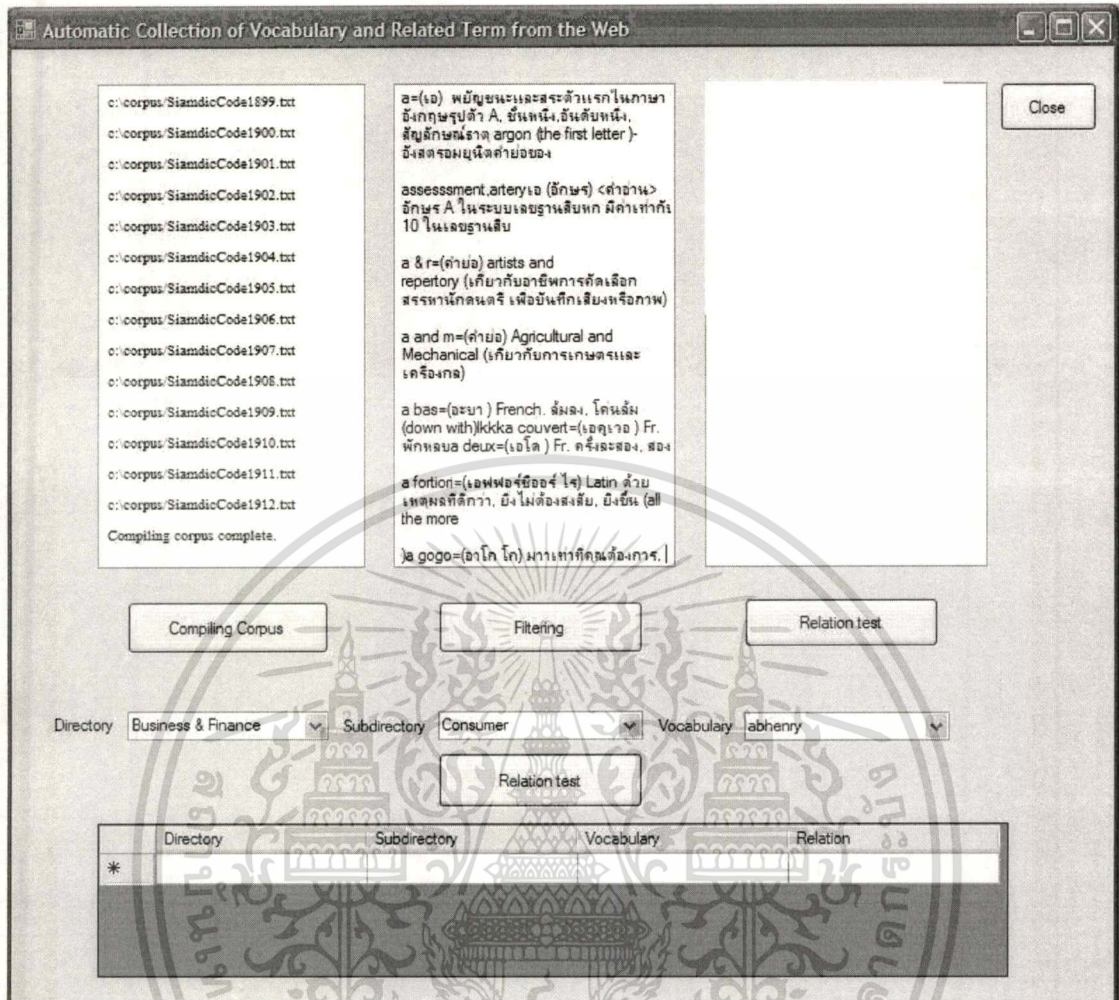 Automatic Collection of Vocabulary and Related Term from the Web
c:\corpus/SiamdicCode1899.txt
c:\corpus/SiamdicCode1900.txt
c:\corpus/SiamdicCode1901.txt
c:\corpus/SiamdicCode1902.txt
c:\corpus/SiamdicCode1903.txt
c:\corpus/SiamdicCode1904.txt
c:\corpus/SiamdicCode1905.txt
c:\corpus/SiamdicCode1906.txt
c:\corpus/SiamdicCode1907.txt
c:\corpus/SiamdicCode1908.txt
c:\corpus/SiamdicCode1909.txt
c:\corpus/SiamdicCode1910.txt
c:\corpus/SiamdicCode1911.txt
c:\corpus/SiamdicCode1912.txt
Compiling corpus complete.
a=(เอ) พยัญชนะและสระตัวแรกในภาษา
อังกฤษรูปตัว A, ชั้นหนึ่ง,อันดับหนึ่ง,
สัญลักษณ์ธาตุ argon (the first letter )-
อังสตรอมยูนิตคำย่อของ
assesssment,arteryเอ (อักษร) <คำอ่าน>
อักษร A ในระบบเลขฐานสิบหก มีค่าเท่ากับ
10 ในเลขฐานสิบ
a & r=(คำย่อ) artists and
repertory (เกี่ยวกับอาชีพการคัดเลือก
สรรหานักดนตรี เพื่อบันทึกเสียงหรือภาพ)
a and m=(คำย่อ) Agricultural and
Mechanical (เกี่ยวกับการเกษตรและ
เครื่องกล)
a bas=(อะบา ) French. ล้มลง, โค่นล้ม
(down with)lkkka couvert=(เอคูเวอ ) Fr.
พักหลบa deux=(เอโด ) Fr. ครั้งละสอง, สอง
a fortiori=(เอฟฟอร์ชีออร์ ไร) Latin ด้วย
เหตุผลที่ดีกว่า, ยิ่งไม่ต้องสงสัย, ยิ่งขึ้น (all
the more
)a gogo=(อาโก โก) มากเท่าที่คุณต้องการ,
Close
Compiling Corpus
Filtering
Relation test
Directory Business & Finance Subdirectory Consumer Vocabulary abhenry
Relation test
Directory Subdirectory Vocabulary Relation
*